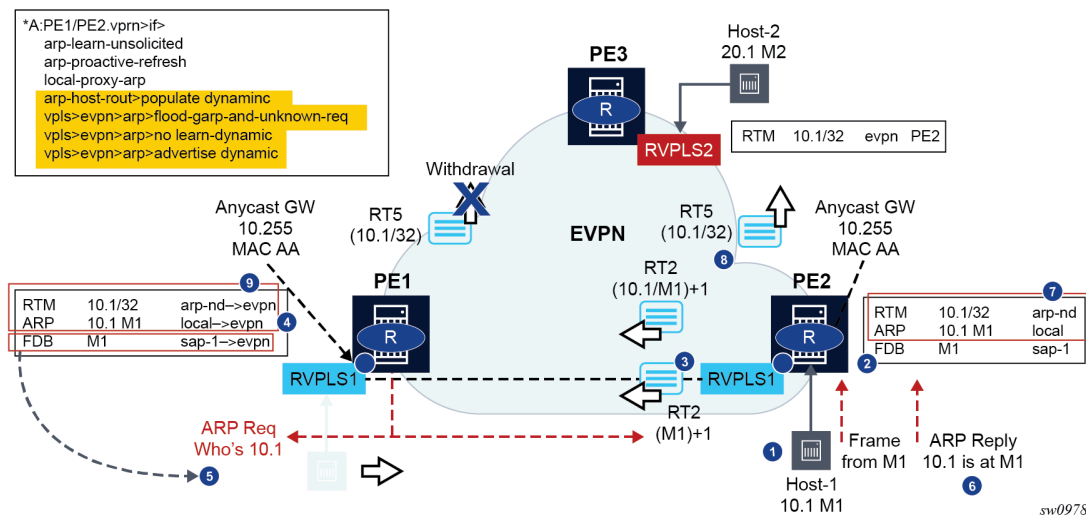 *A:PE1/PE2.vprn>if>
arp-learn-unsolicited
arp-proactive-refresh
local-proxy-arp
arp-host-rout>populate dynaminc
vpls>evpn>arp>flood-garp-and-unknown-req
vpls>evpn>arp>no learn-dynamic
vpls>evpn>arp>advertise dynamic
Host-2
20.1 M2
PE3
R
RVPLS2
RTM 10.1/32 evpn PE2
Withdrawal
X
RT5
(10.1/32)
EVPN
RT5
(10.1/32)
8
Anycast GW
10.255
MAC AA
Anycast GW
10.255
MAC AA
PE1
R
RVPLS1
RT2
(10.1/M1)+1
PE2
R
RVPLS1
9
RTM 10.1/32 arp-nd–>evpn
ARP 10.1 M1 local–>evpn
4
FDB M1 sap-1–>evpn
7
RTM 10.1/32 arp-nd
ARP 10.1 M1 local
FDB M1 sap-1
2
3
RT2
(M1)+1
ARP Req
Who's 10.1
5
1
Host-1
10.1 M1
Frame
from M1
ARP Reply
10.1 is at M1
6
sw0978